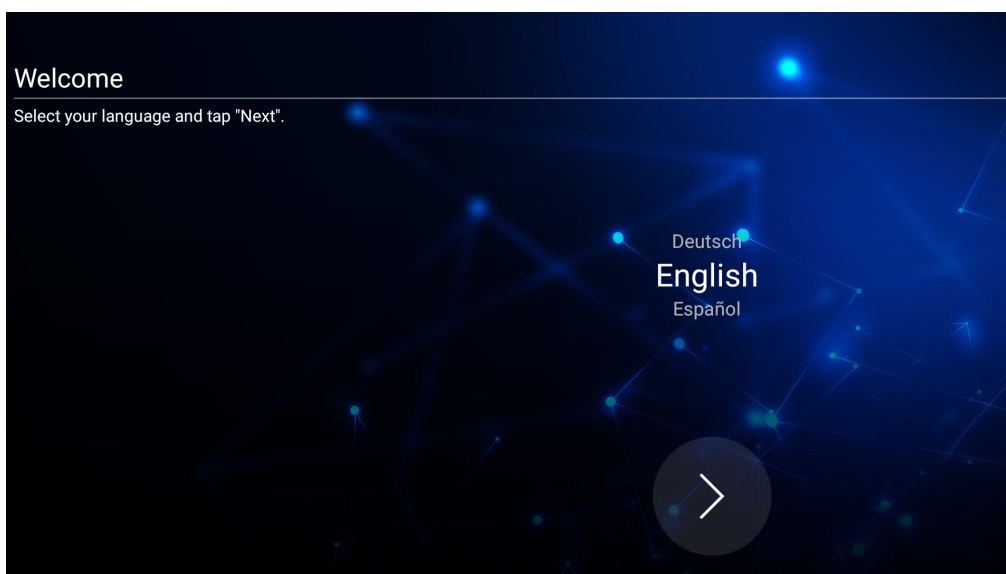 Welcome
Select your language and tap "Next".
Deutsch
English
Español